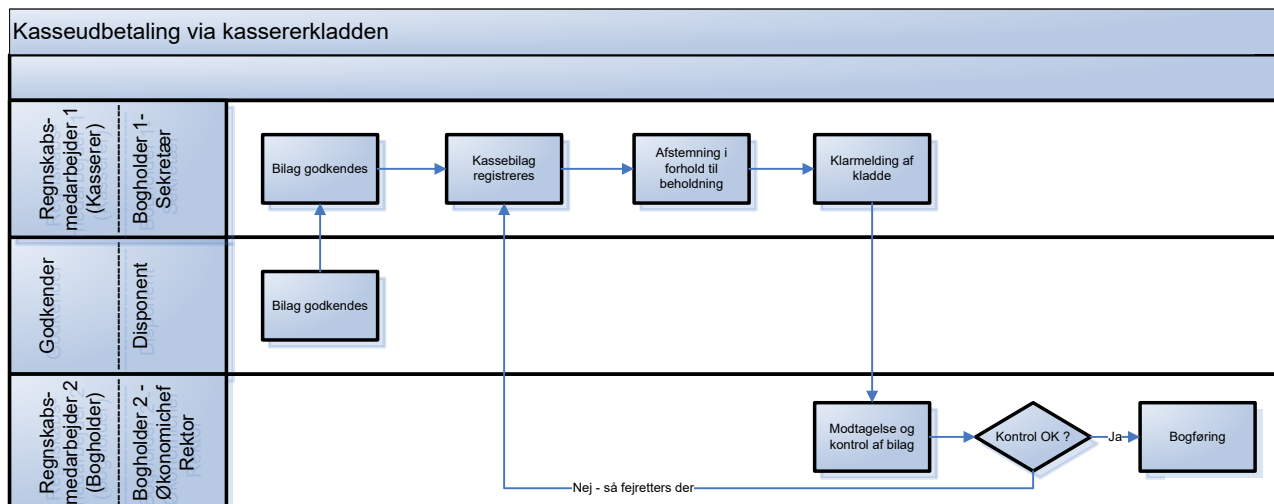 Kasseudbetaling via kassererkladden
Regnskabs-
medarbejder 1
(Kasserer)
Bogholder 1-
Sekretær
Bilag godkendes
Kassebilag
registreres
Afstemning i
forhold til
beholdning
Klarmelding af
kladde
Godkender
Disponent
Bilag godkendes
Regnskabs-
medarbejder 2
(Bogholder)
Bogholder 2 -
Økonomichef
Rektor
Modtagelse og
kontrol af bilag
Kontrol OK ?
Ja
Bogføring
Nej - så fejretters der